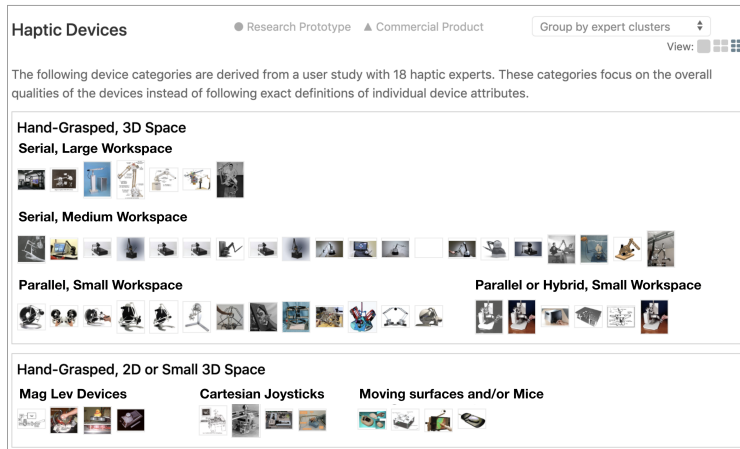 Haptic Devices
● Research Prototype ▲ Commercial Product
Group by expert clusters
View:
The following device categories are derived from a user study with 18 haptic experts. These categories focus on the overall
qualities of the devices instead of following exact definitions of individual device attributes.
Hand-Grasped, 3D Space
Serial, Large Workspace
Serial, Medium Workspace
Parallel, Small Workspace
Parallel or Hybrid, Small Workspace
Hand-Grasped, 2D or Small 3D Space
Mag Lev Devices
Cartesian Joysticks
Moving surfaces and/or Mice